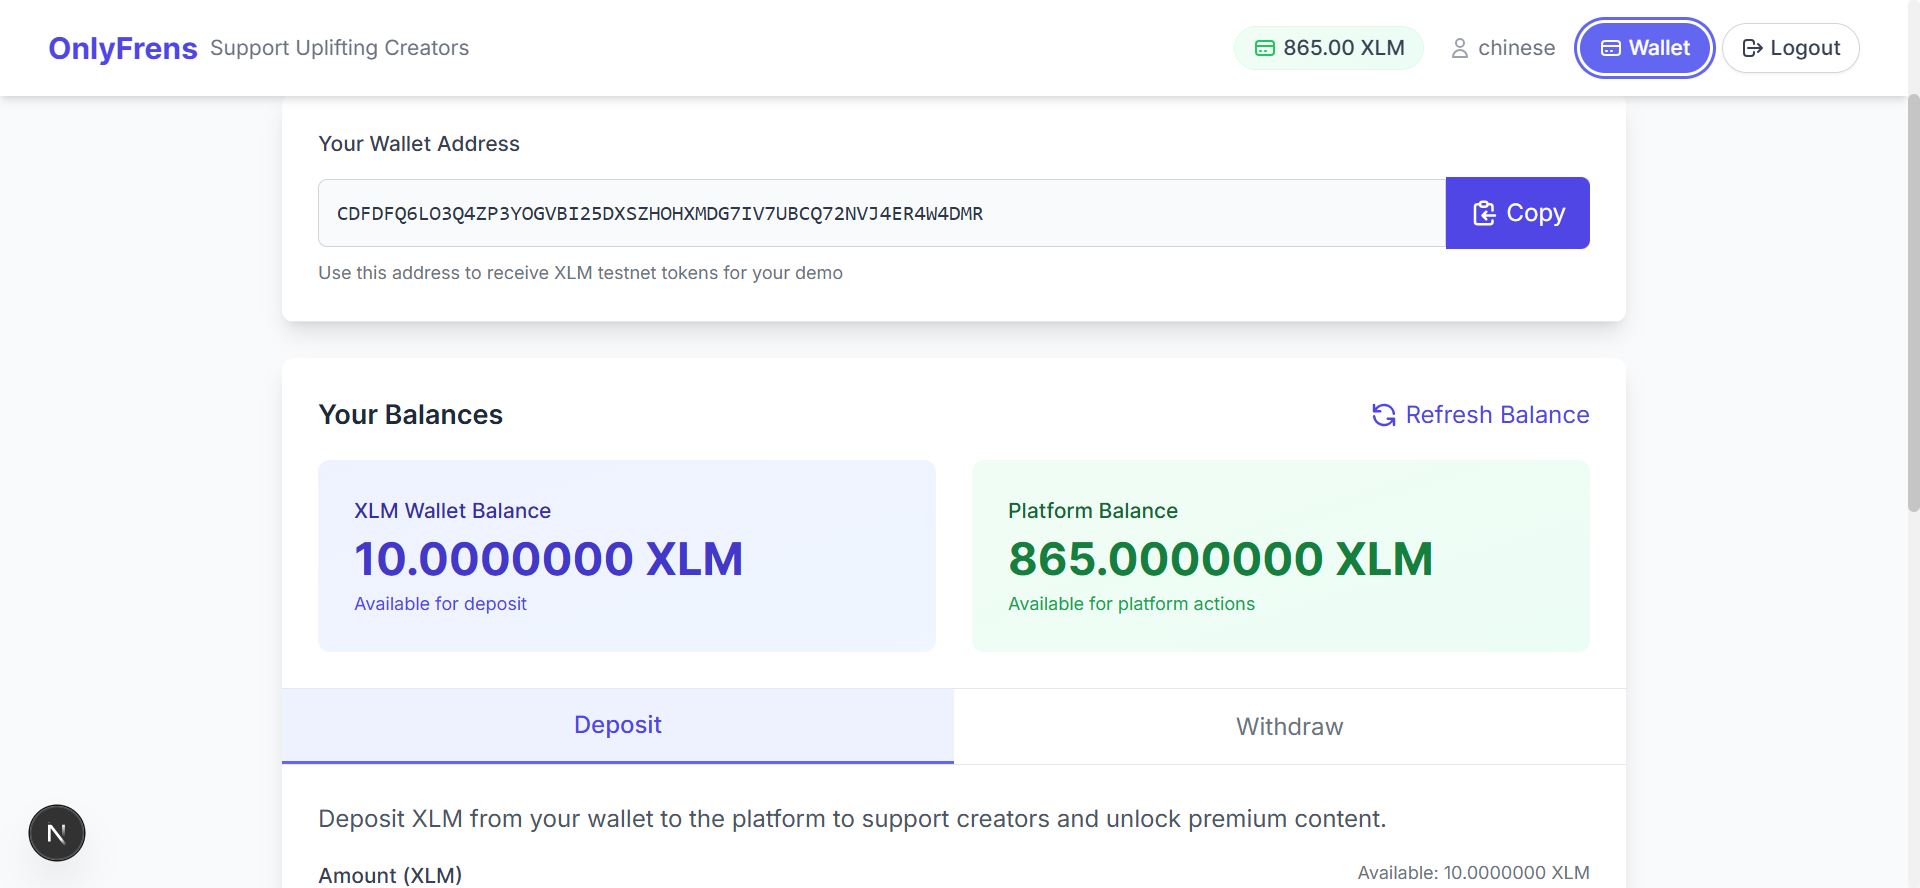 OnlyFrens Support Uplifting Creators 865.00 XLM chinese Wallet Logout
Your Wallet Address
CDFDFQ6LO3Q4ZP3YOGVBI25DXSZHOHXMDG7IV7UBCQ72NVJ4ER4W4DMR Copy
Use this address to receive XLM testnet tokens for your demo
Your Balances Refresh Balance
XLM Wallet Balance
10.0000000 XLM
Available for deposit
Platform Balance
865.0000000 XLM
Available for platform actions
Deposit Withdraw
Deposit XLM from your wallet to the platform to support creators and unlock premium content.
Amount (XLM) Available: 10.0000000 XLM
N